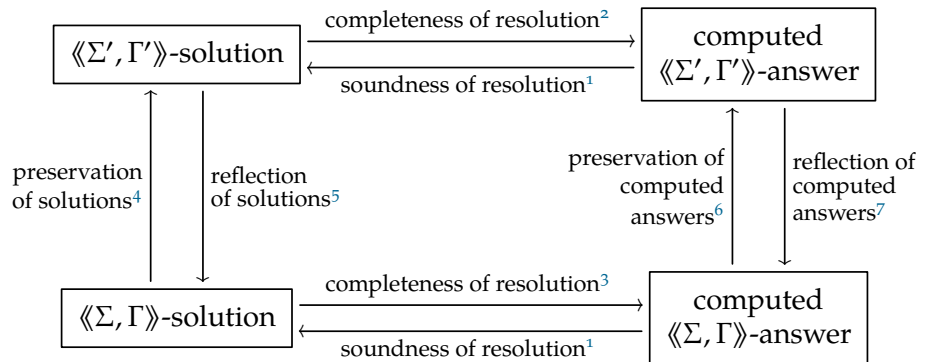 completeness of resolution²
⟪Σ′, Γ′⟫-solution
computed
⟪Σ′, Γ′⟫-answer
soundness of resolution¹
preservation
of solutions⁴
reflection
of solutions⁵
preservation of
computed
answers⁶
reflection of
computed
answers⁷
completeness of resolution³
⟪Σ, Γ⟫-solution
computed
⟪Σ, Γ⟫-answer
soundness of resolution¹